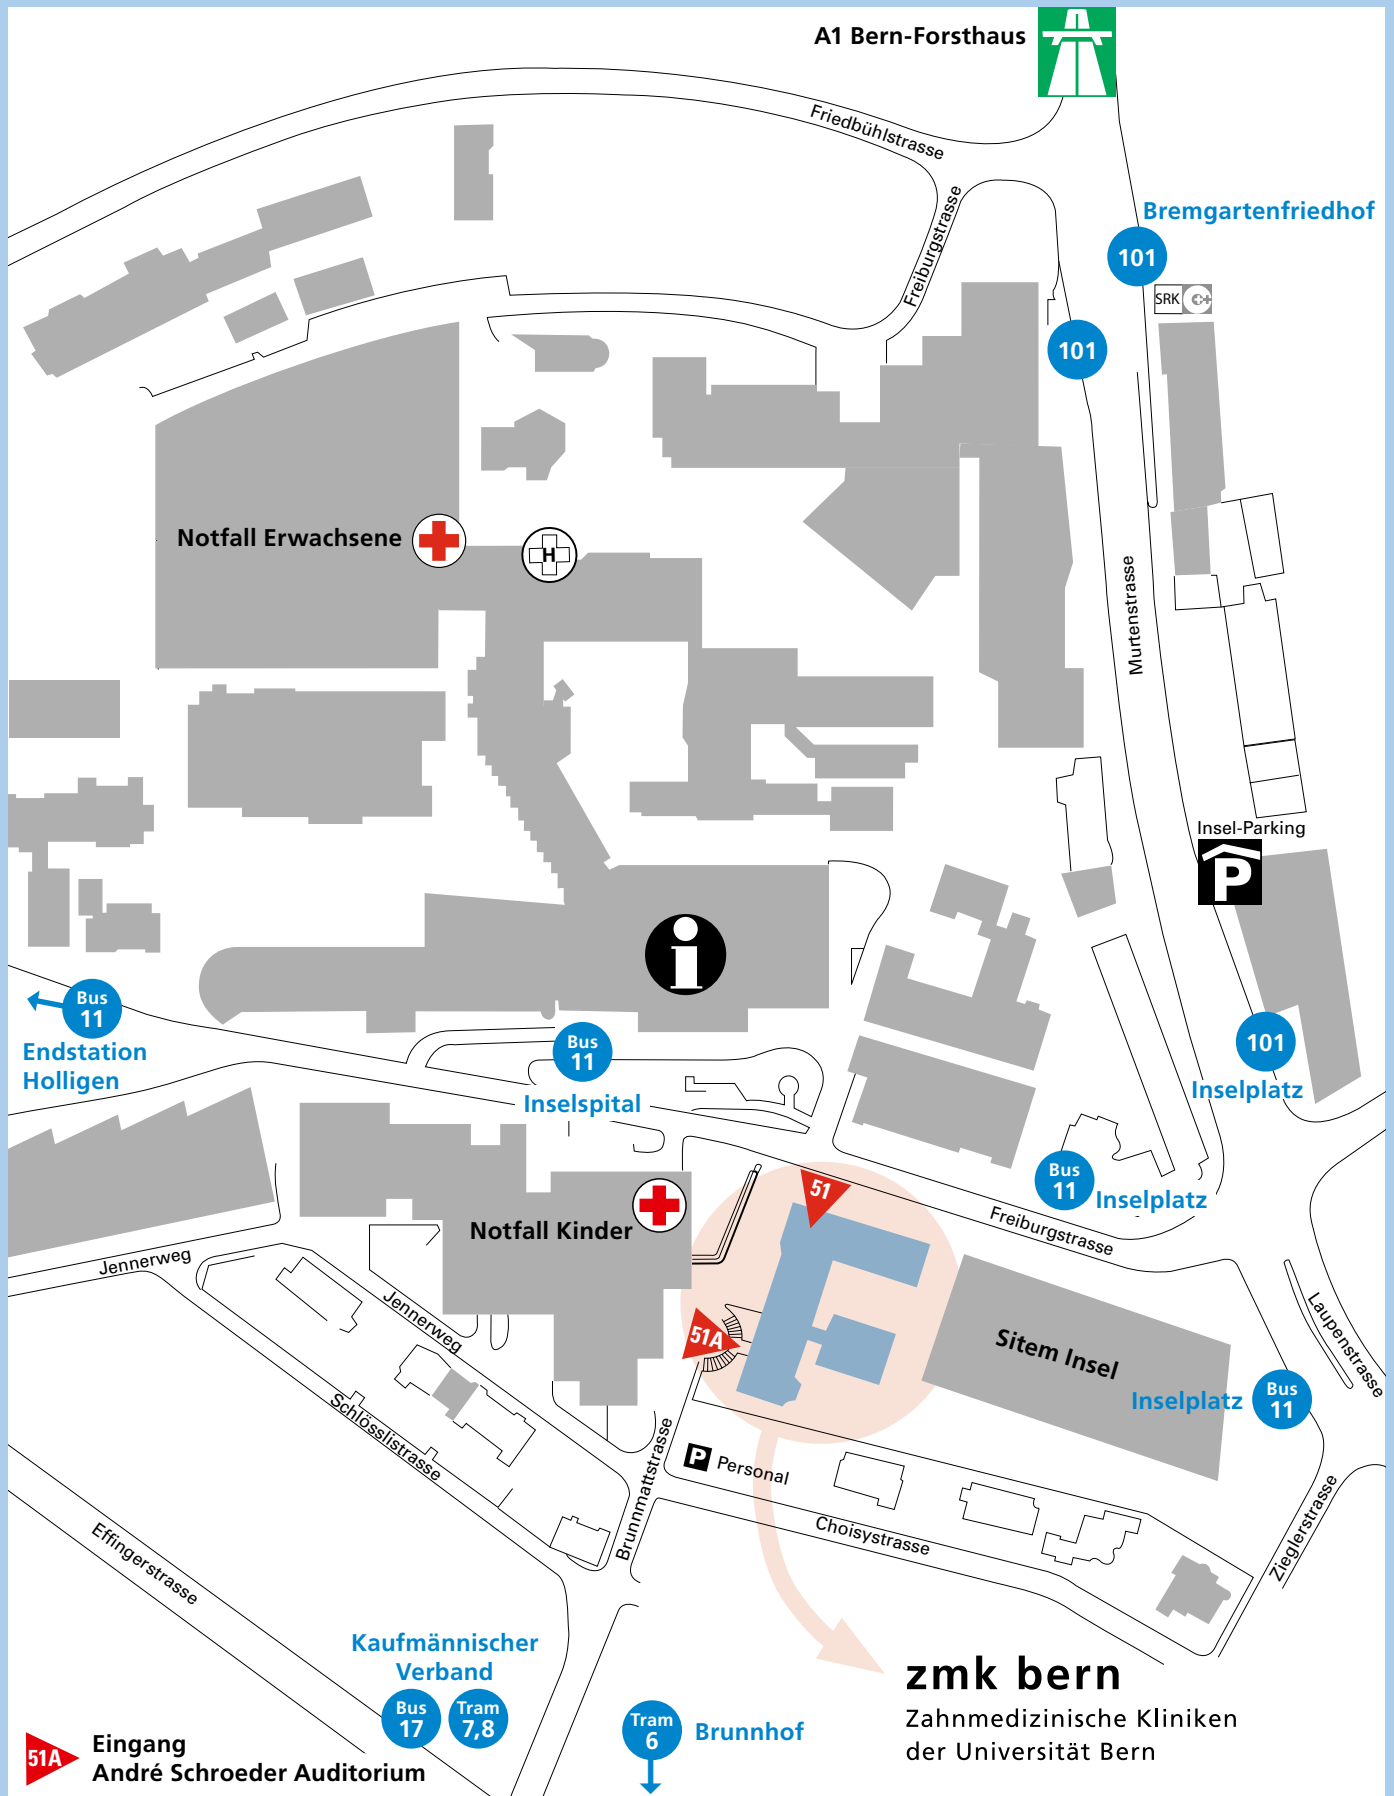 A1 Bern-Forsthaus
Friedbühlstrasse
Freiburgstrasse
Bremgartenfriedhof
101
SRK
101
Notfall Erwachsene
H
Murtenstrasse
Insel-Parking
P
i
Bus
11
Endstation
Holligen
Bus
11
Inselspital
101
Inselplatz
Bus
11
Inselplatz
51
Freiburgstrasse
Notfall Kinder
Jennerweg
Jennerweg
51A
Sitem Insel
Laupenstrasse
Inselplatz
Bus
11
Schlösslistrasse
Brunnmattstrasse
P Personal
Choisystrasse
Zieglerstrasse
Effingerstrasse
Kaufmännischer
Verband
Bus
17
Tram
7,8
Tram
6
Brunnhof
zmk bern
Zahnmedizinische Kliniken
der Universität Bern
51A
Eingang
André Schroeder Auditorium